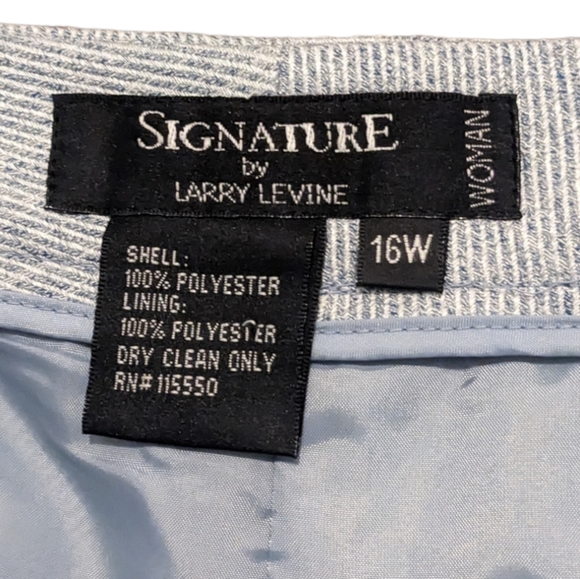 SIGNATURE
by
LARRY LEVINE
WOMAN
16W
SHELL:
100% POLYESTER
LINING:
100% POLYESTER
DRY CLEAN ONLY
RN#115550